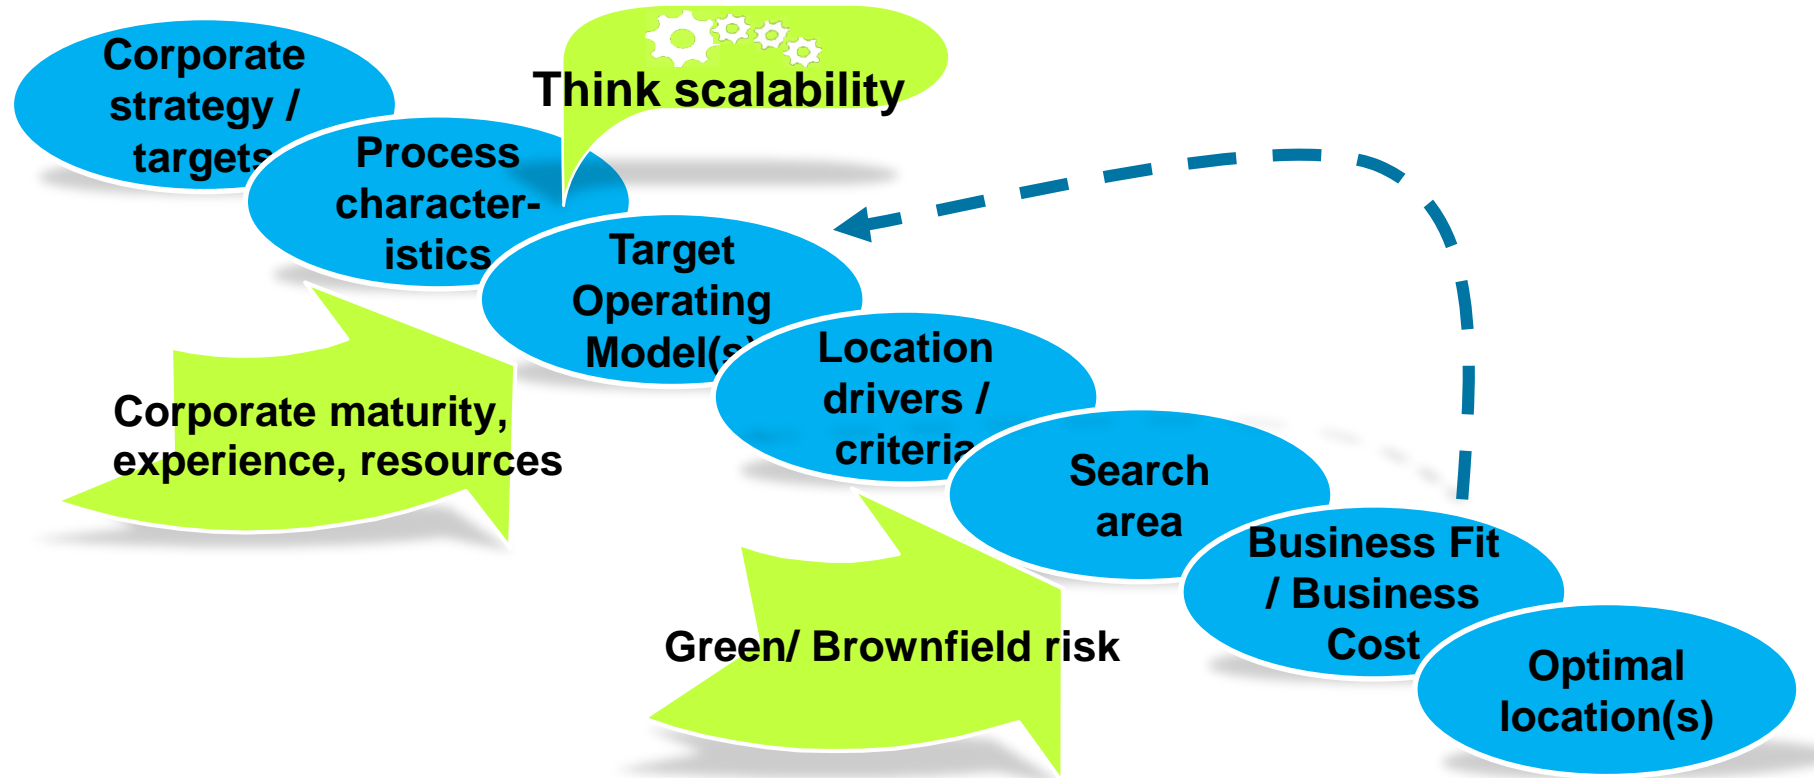 Corporate
strategy /
targets
Think scalability
Process
character-
istics
Target
Operating
Model(s)
Location
drivers /
criteria
Corporate maturity,
experience, resources
Search
area
Business Fit
/ Business
Cost
Green/ Brownfield risk
Optimal
location(s)